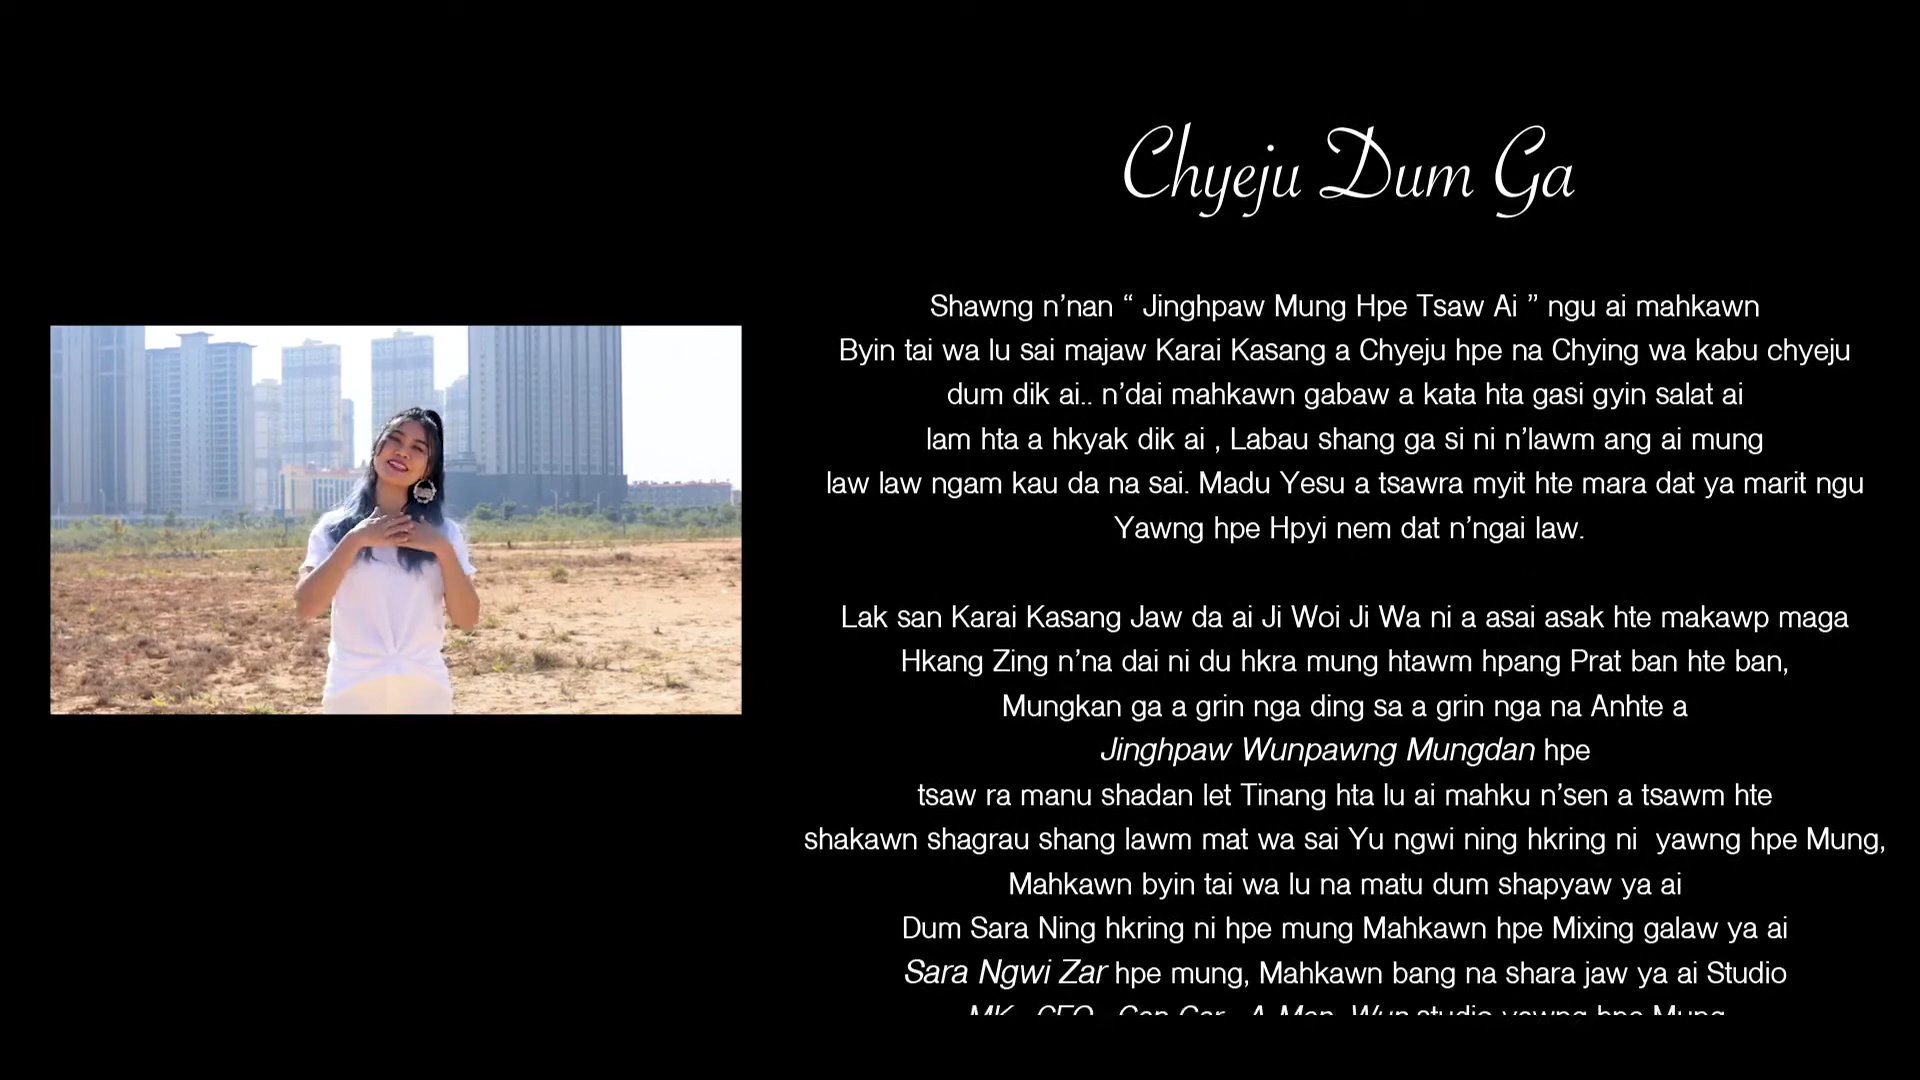 Chyeju Dum Ga
Shawng n’nan “ Jinghpaw Mung Hpe Tsaw Ai ” ngu ai mahkawn
Byin tai wa lu sai majaw Karai Kasang a Chyeju hpe na Chying wa kabu chyeju
dum dik ai.. n’dai mahkawn gabaw a kata hta gasi gyin salat ai
lam hta a hkyak dik ai , Labau shang ga si ni n’lawm ang ai mung
law law ngam kau da na sai. Madu Yesu a tsawra myit hte mara dat ya marit ngu
Yawng hpe Hpyi nem dat n’ngai law.
Lak san Karai Kasang Jaw da ai Ji Woi Ji Wa ni a asai asak hte makawp maga
Hkang Zing n’na dai ni du hkra mung htawm hpang Prat ban hte ban,
Mungkan ga a grin nga ding sa a grin nga na Anhte a
Jinghpaw Wunpawng Mungdan hpe
tsaw ra manu shadan let Tinang hta lu ai mahku n’sen a tsawm hte
shakawn shagrau shang lawm mat wa sai Yu ngwi ning hkring ni yawng hpe Mung,
Mahkawn byin tai wa lu na matu dum shapyaw ya ai
Dum Sara Ning hkring ni hpe mung Mahkawn hpe Mixing galaw ya ai
Sara Ngwi Zar hpe mung, Mahkawn bang na shara jaw ya ai Studio